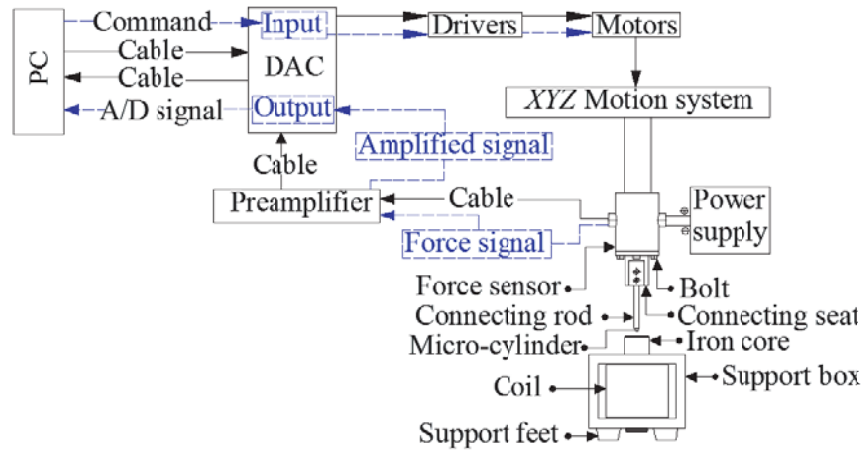 Command
Input
Drivers
Motors
PC
Cable
DAC
Cable
XYZ Motion system
A/D signal
Output
Cable
Amplified signal
Preamplifier
Cable
Power
supply
Force signal
Force sensor
Bolt
Connecting rod
Connecting seat
Micro-cylinder
Iron core
Coil
Support box
Support feet